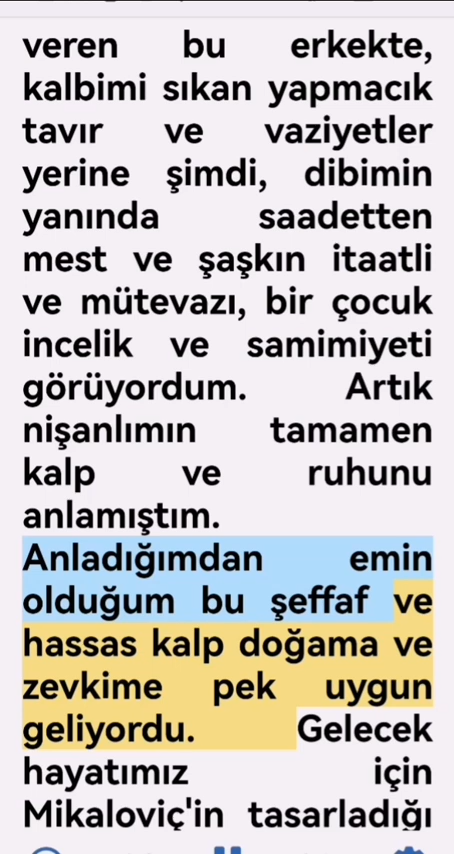 veren bu erkekte,
kalbimi sıkan yapmacık
tavır ve vaziyetler
yerine şimdi, dibimin
yanında saadetten
mest ve şaşkın itaatli
ve mütevazı, bir çocuk
incelik ve samimiyeti
görüyordum. Artık
nişanlımın tamamen
kalp ve ruhunu
anlamıştım.
Anladığımdan emin
olduğum bu şeffaf ve
hassas kalp doğama ve
zevkime pek uygun
geliyordu. Gelecek
hayatımız için
Mikaloviç'in tasarladığı